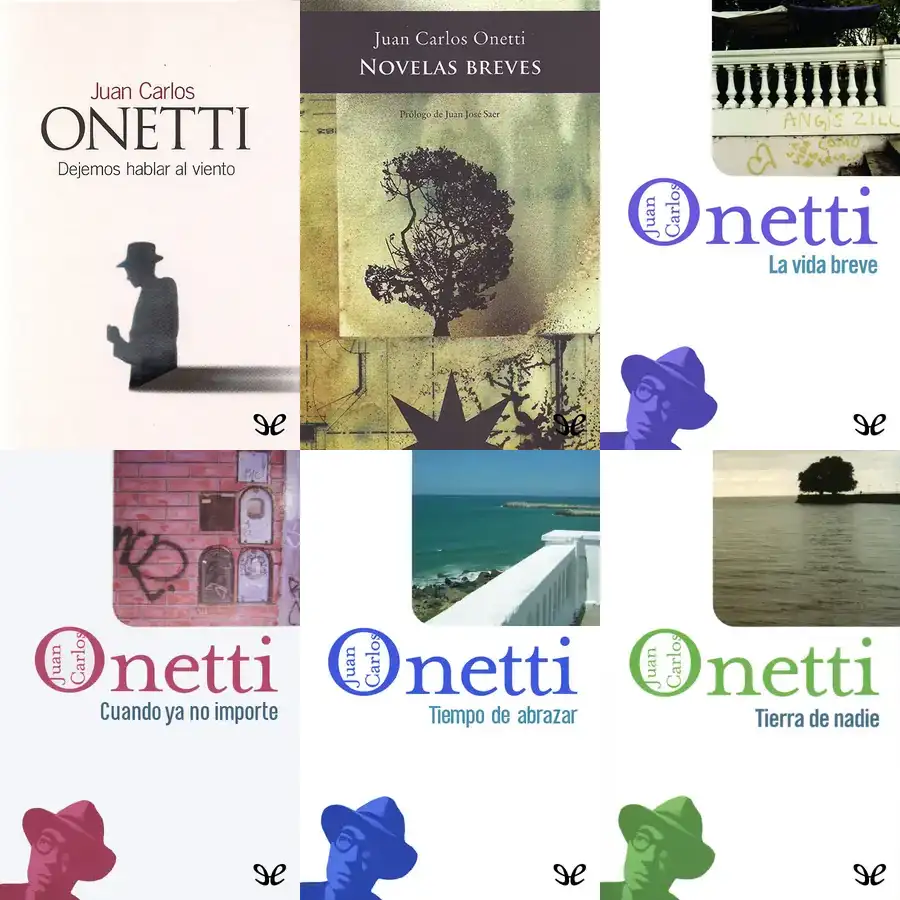 Juan Carlos
ONETTI
Dejemos hablar al viento
Juan Carlos Onetti
NOVELAS BREVES
Prólogo de Juan José Saer
ANGIS ZILL
Juan Carlos
Onetti
La vida breve
Juan Carlos
Onetti
Cuando ya no importe
Juan Carlos
Onetti
Tiempo de abrazar
Juan Carlos
Onetti
Tierra de nadie